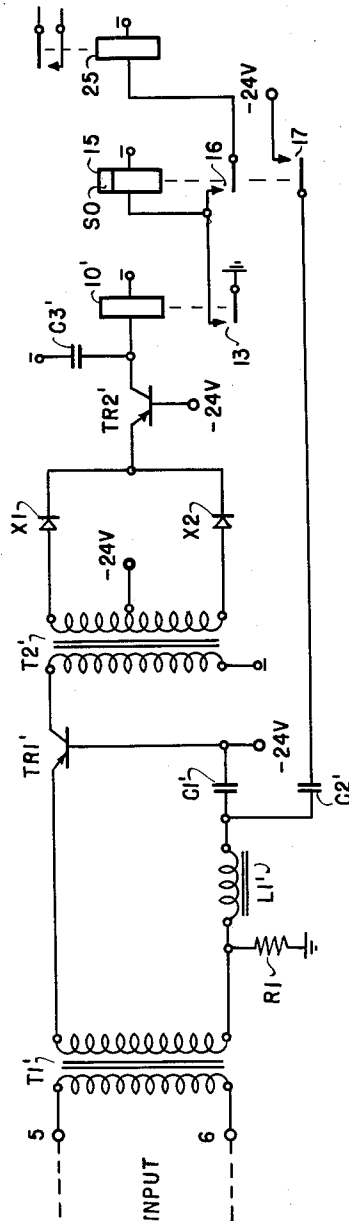 INPUT
5
6
T1'
R1
L1'
C1'
C2'
-24V
TR1'
T2'
-24V
X1
X2
TR2'
-24V
C3'
10'
13
SO
15
16
25
-24V
17